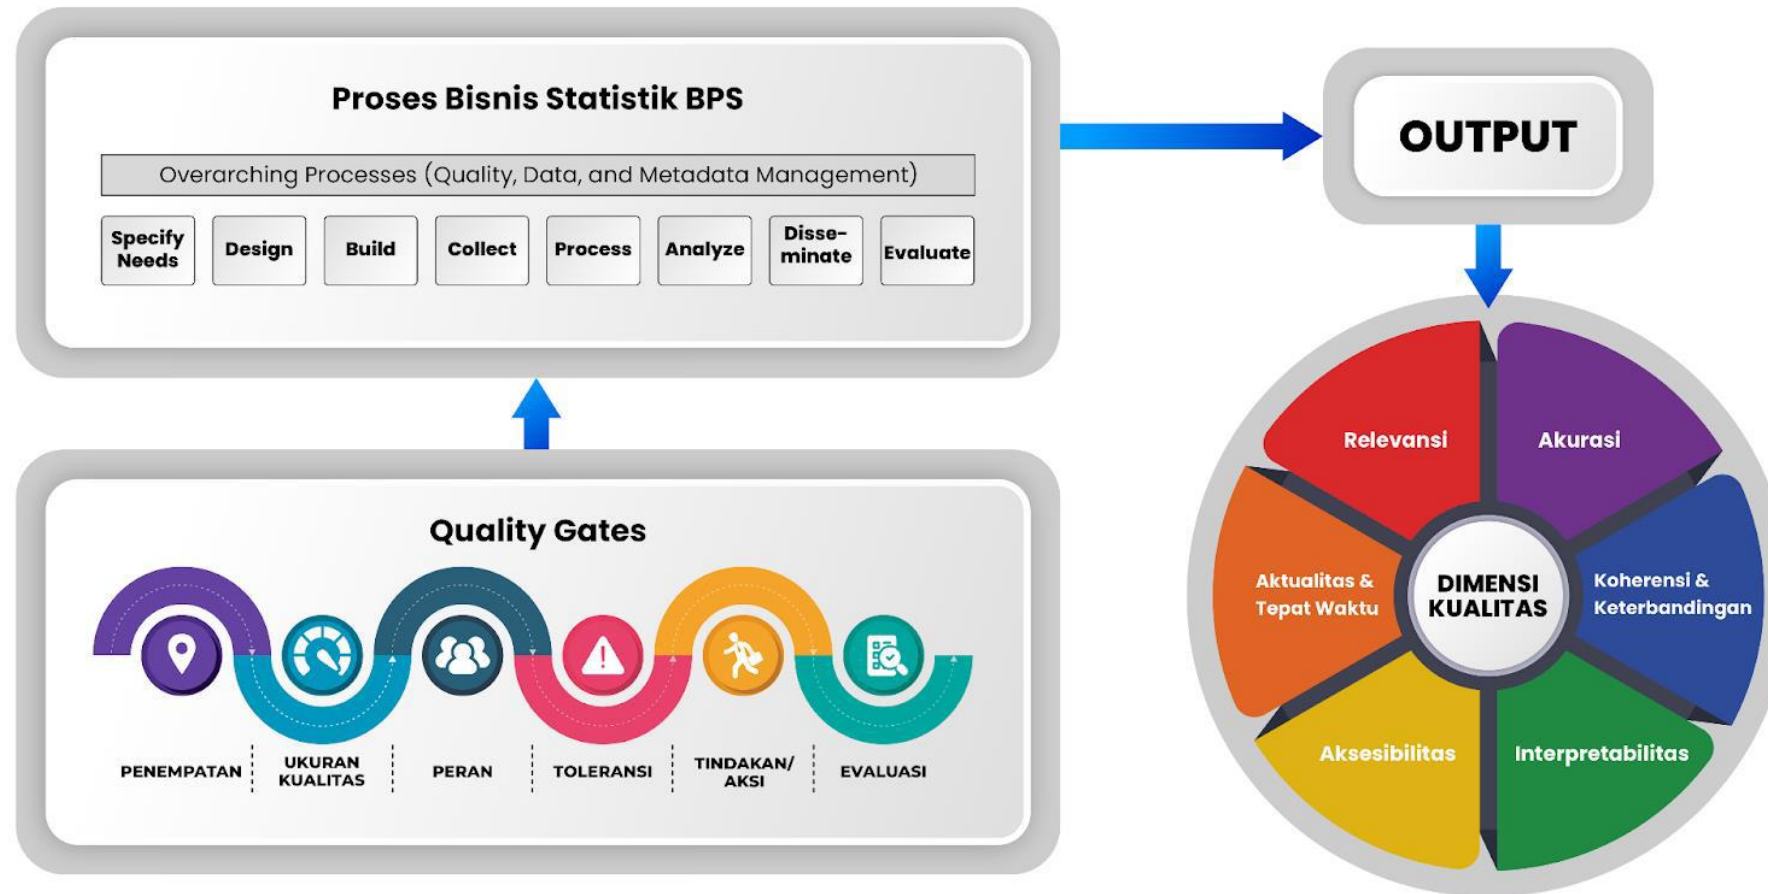 Proses Bisnis Statistik BPS
Overarching Processes (Quality, Data, and Metadata Management)
Specify
Needs
Design
Build
Collect
Process
Analyze
Disse-
minate
Evaluate
OUTPUT
Quality Gates
PENEMPATAN
UKURAN
KUALITAS
PERAN
TOLERANSI
TINDAKAN/
AKSI
EVALUASI
Relevansi
Akurasi
Aktualitas &
Tepat Waktu
DIMENSI
KUALITAS
Koherensi &
Keterbandingan
Aksesibilitas
Interpretabilitas